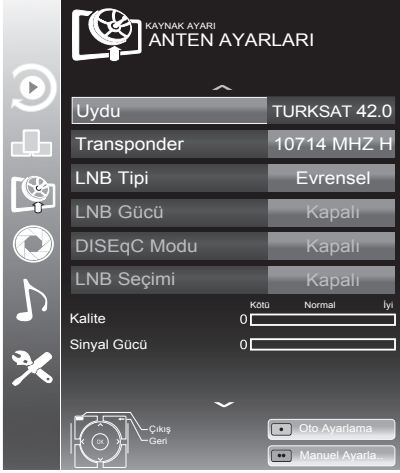 KAYNAK AYARI
ANTEN AYARLARI
Uydu TURKSAT 42.0
Transponder 10714 MHZ H
LNB Tipi Evrensel
LNB Gücü Kapalı
DISEqC Modu Kapalı
LNB Seçimi Kapalı
Kötü Normal İyi
Kalite 0
Sinyal Gücü 0
Çıkış
Geri
OK
Oto Ayarlama
Manuel Ayarla..